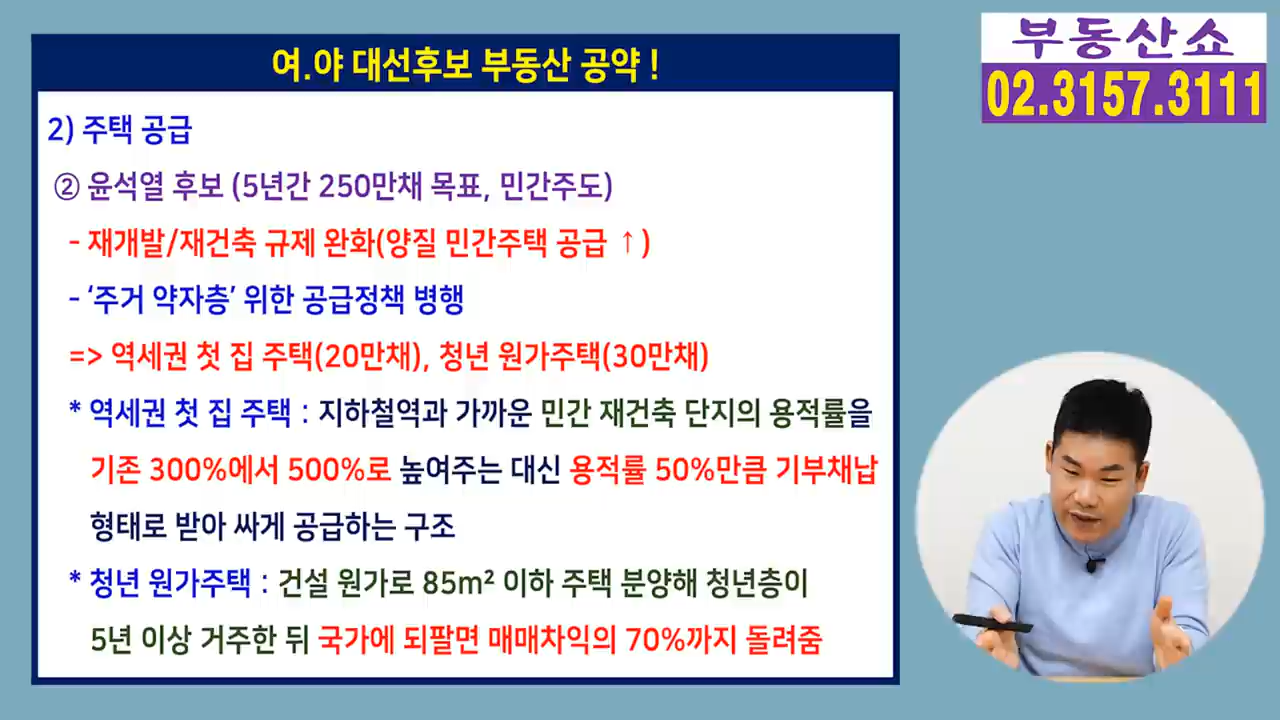 여.야 대선후보 부동산 공약 !
부동산쇼
02.3157.3111
2) 주택 공급
② 윤석열 후보 (5년간 250만채 목표, 민간주도)
- 재개발/재건축 규제 완화(양질 민간주택 공급 ↑)
- ‘주거 약자층’ 위한 공급정책 병행
=> 역세권 첫 집 주택(20만채), 청년 원가주택(30만채)
* 역세권 첫 집 주택 : 지하철역과 가까운 민간 재건축 단지의 용적률을
기존 300%에서 500%로 높여주는 대신 용적률 50%만큼 기부채납
형태로 받아 싸게 공급하는 구조
* 청년 원가주택 : 건설 원가로 85m² 이하 주택 분양해 청년층이
5년 이상 거주한 뒤 국가에 되팔면 매매차익의 70%까지 돌려줌